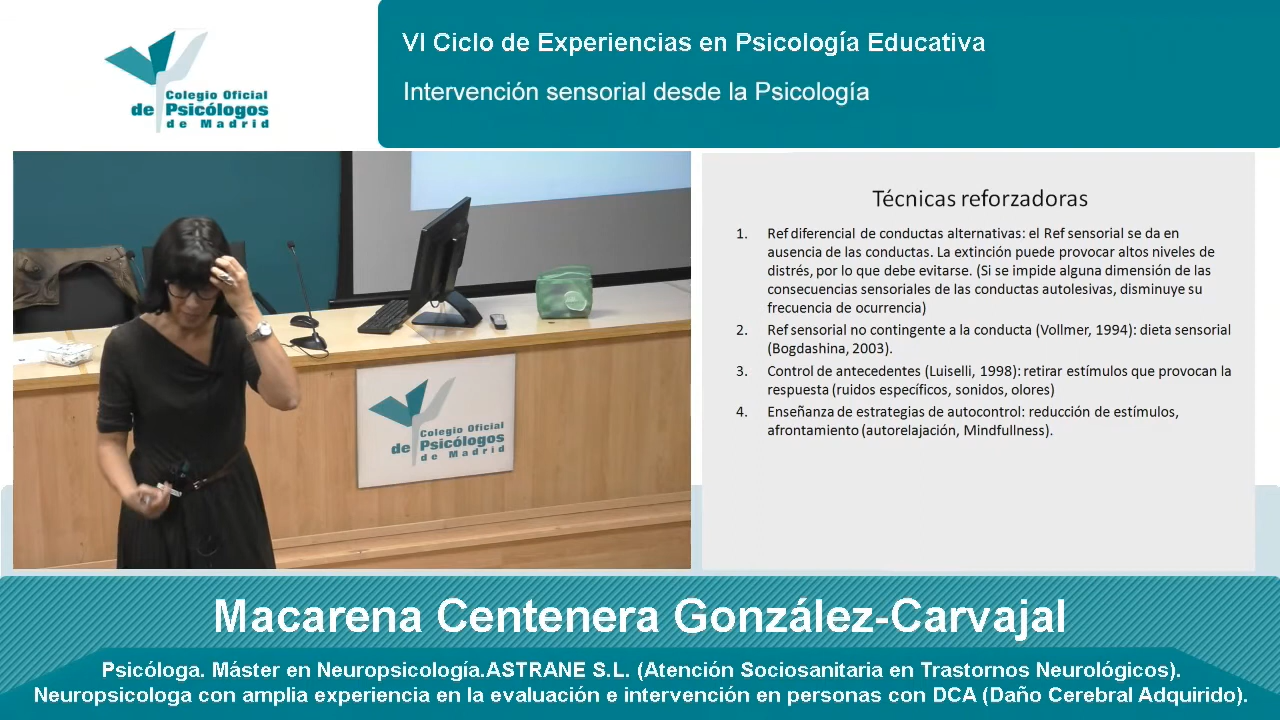 VI Ciclo de Experiencias en Psicología Educativa
Intervención sensorial desde la Psicología
Colegio Oficial
de Psicólogos
de Madrid
Técnicas reforzadoras
1. Ref diferencial de conductas alternativas: el Ref sensorial se da en
ausencia de las conductas. La extinción puede provocar altos niveles de
distrés, por lo que debe evitarse. (Si se impide alguna dimensión de las
consecuencias sensoriales de las conductas autolesivas, disminuye su
frecuencia de ocurrencia)
2. Ref sensorial no contingente a la conducta (Vollmer, 1994): dieta sensorial
(Bogdashina, 2003).
3. Control de antecedentes (Luiselli, 1998): retirar estímulos que provocan la
respuesta (ruidos específicos, sonidos, olores)
4. Enseñanza de estrategias de autocontrol: reducción de estímulos,
afrontamiento (autorelajación, Mindfullness).
Colegio Oficial
de Psicólogos
de Madrid
Macarena Centenera González-Carvajal
Psicóloga. Máster en Neuropsicología.ASTRANE S.L. (Atención Sociosanitaria en Trastornos Neurológicos).
Neuropsicologa con amplia experiencia en la evaluación e intervención en personas con DCA (Daño Cerebral Adquirido).